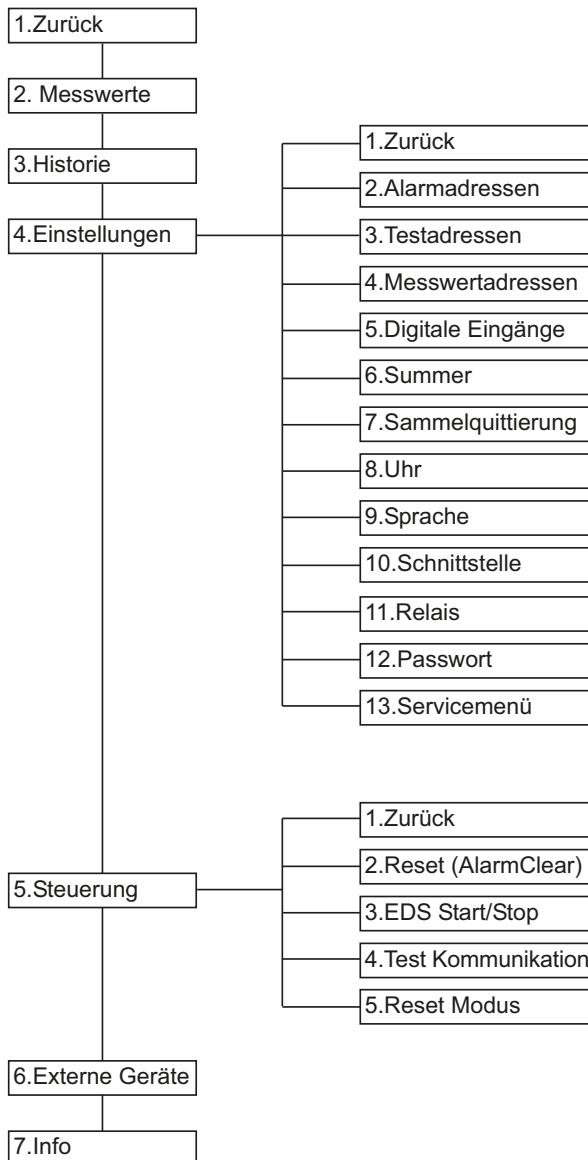 1.Zurück
2. Messwerte
3.Historie
4.Einstellungen
1.Zurück
2.Alarmadressen
3.Testadressen
4.Messwertadressen
5.Digitale Eingänge
6.Summer
7.Sammelquittierung
8.Uhr
9.Sprache
10.Schnittstelle
11.Relais
12.Passwort
13.Servicemenü
5.Steuerung
1.Zurück
2.Reset (AlarmClear)
3.EDS Start/Stop
4.Test Kommunikation
5.Reset Modus
6.Externe Geräte
7.Info